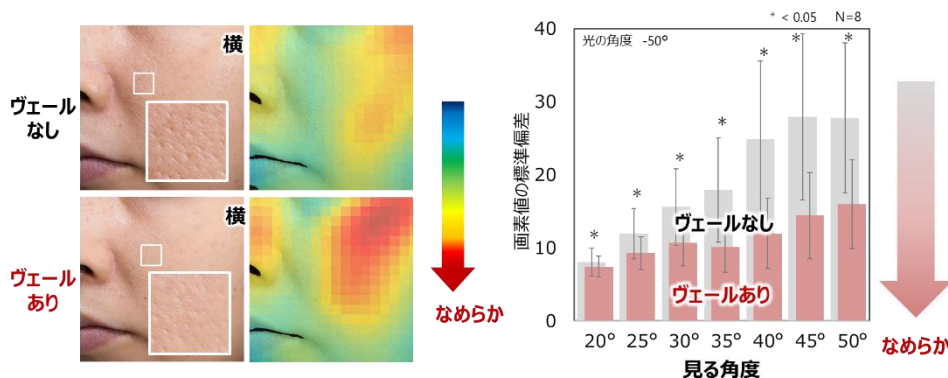 横
ヴェール
なし
横
ヴェール
あり
なめらか
* < 0.05 N=8
光の角度 -50°
画素値の標準偏差
40
30
20
10
0
* * * * * * *
ヴェールなし
ヴェールあり
20° 25° 30° 35° 40° 45° 50°
見る角度
なめらか